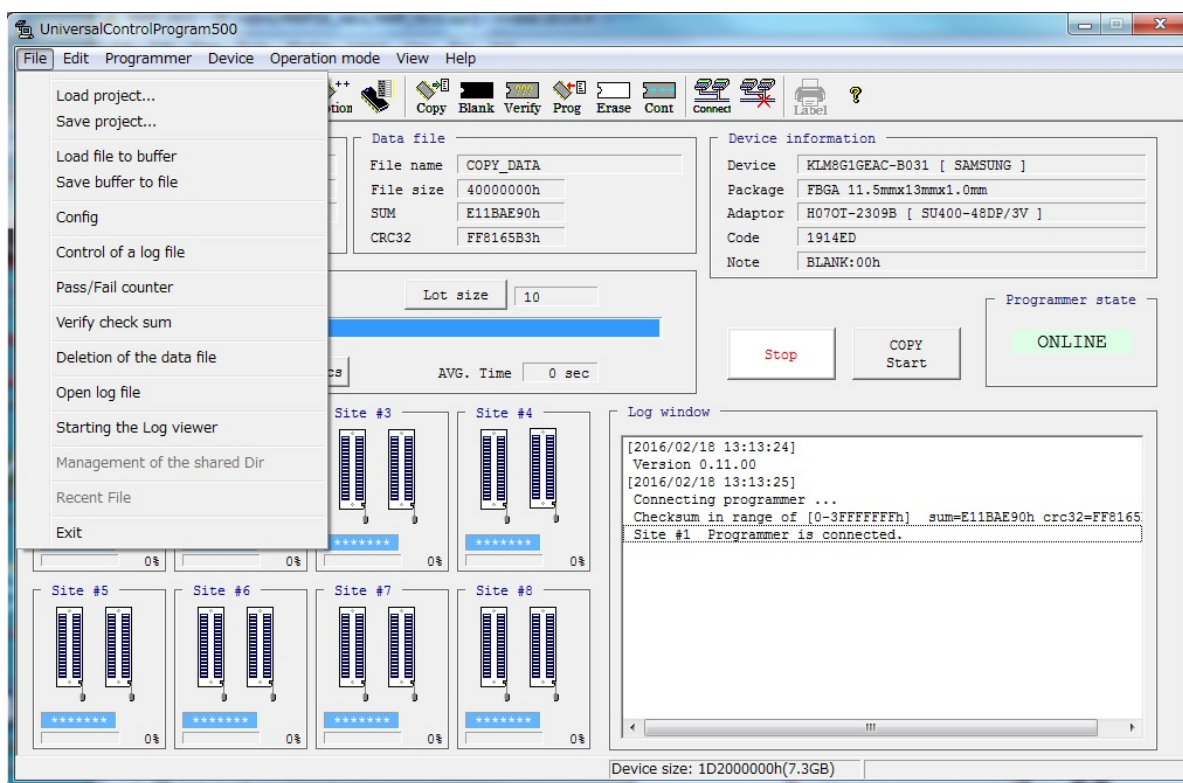 UniversalControlProgram500
File Edit Programmer Device Operation mode View Help
Load project...
Save project...
Load file to buffer
Save buffer to file
Config
Control of a log file
Pass/Fail counter
Verify check sum
Deletion of the data file
Open log file
Starting the Log viewer
Management of the shared Dir
Recent File
Exit
++
tion Copy Blank Verify Prog Erase Cont Connect Label
Data file
File name COPY_DATA
File size 40000000h
SUM E11BAE90h
CRC32 FF8165B3h
Device information
Device KLM8G1GEAC-B031 [ SAMSUNG ]
Package FBGA 11.5mmx13mmx1.0mm
Adaptor H07OT-2309B [ SU400-48DP/3V ]
Code 1914ED
Note BLANK:00h
Lot size 10
cs AVG. Time 0 sec
Stop
COPY
Start
Programmer state
ONLINE
Site #3 Site #4
******* *******
0% 0% 0% 0%
Site #5 Site #6 Site #7 Site #8
******* ******* ******* *******
0% 0% 0% 0%
Log window
[2016/02/18 13:13:24]
Version 0.11.00
[2016/02/18 13:13:25]
Connecting programmer ...
Checksum in range of [0-3FFFFFFFh] sum=E11BAE90h crc32=FF8165
Site #1 Programmer is connected.
Device size: 1D2000000h(7.3GB)